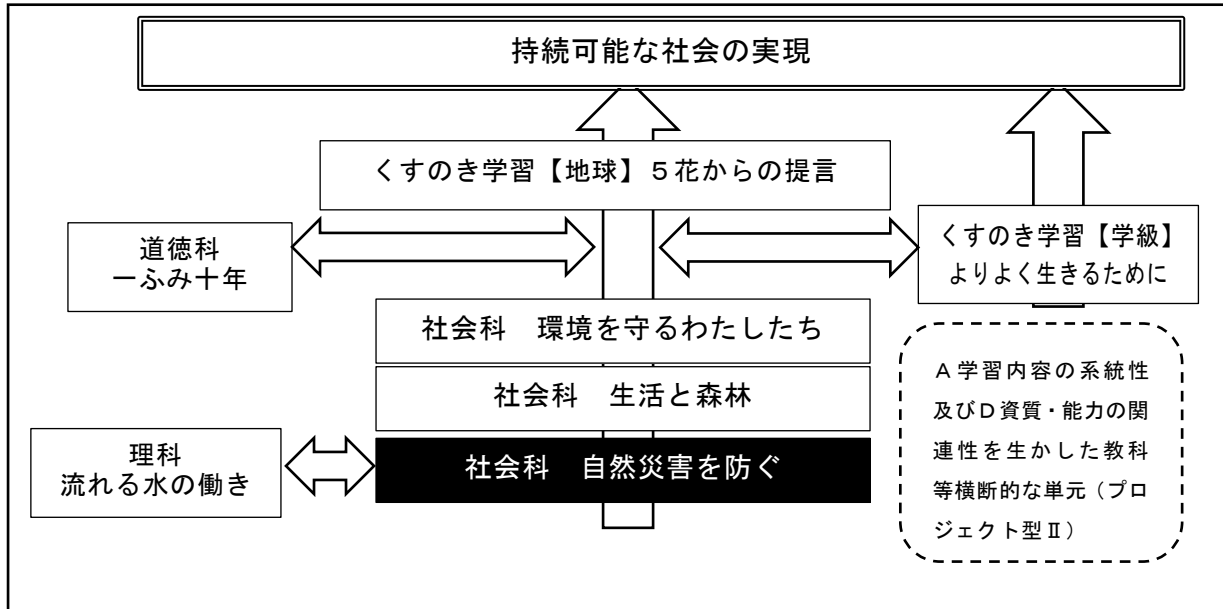 持続可能な社会の実現
くすのき学習【地球】５花からの提言
道徳科
一ふみ十年
くすのき学習【学級】
よりよく生きるために
社会科　環境を守るわたしたち
社会科　生活と森林
社会科　自然災害を防ぐ
理科
流れる水の働き
Ａ学習内容の系統性
及びＤ資質・能力の関
連性を生かした教科
等横断的な単元（プロ
ジェクト型Ⅱ）